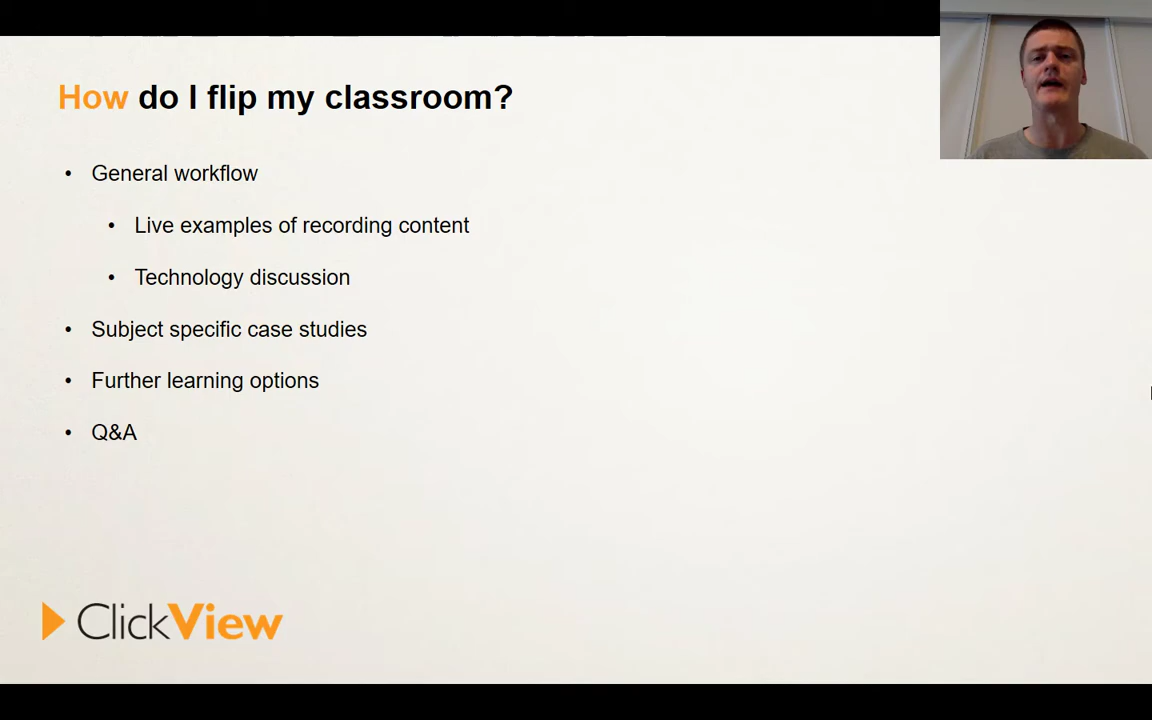 How do I flip my classroom?
• General workflow
• Live examples of recording content
• Technology discussion
• Subject specific case studies
• Further learning options
• Q&A
ClickView